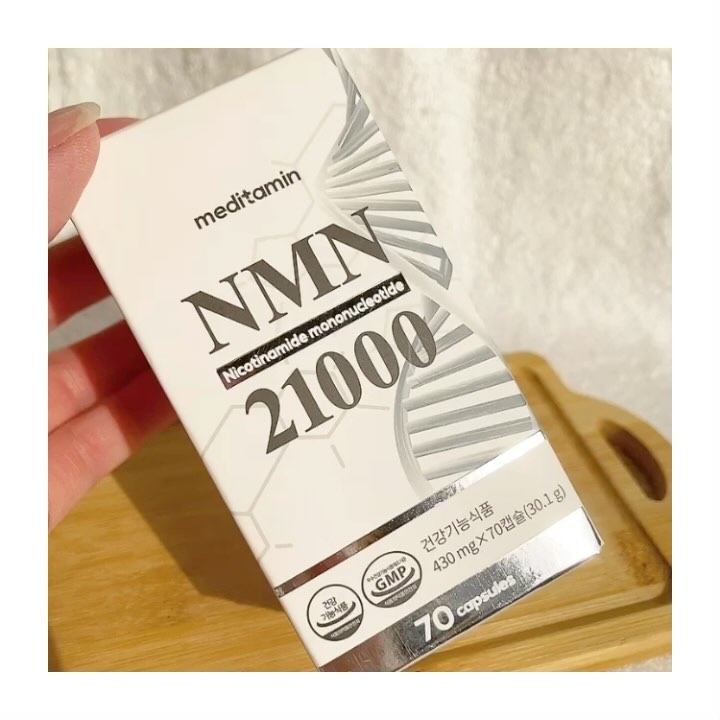 meditamin
NMN
Nicotinamide mononucleotide
21000
건강기능식품
430 mg×70캡슐(30.1 g)
건강
기능식품
GMP
70 capsules